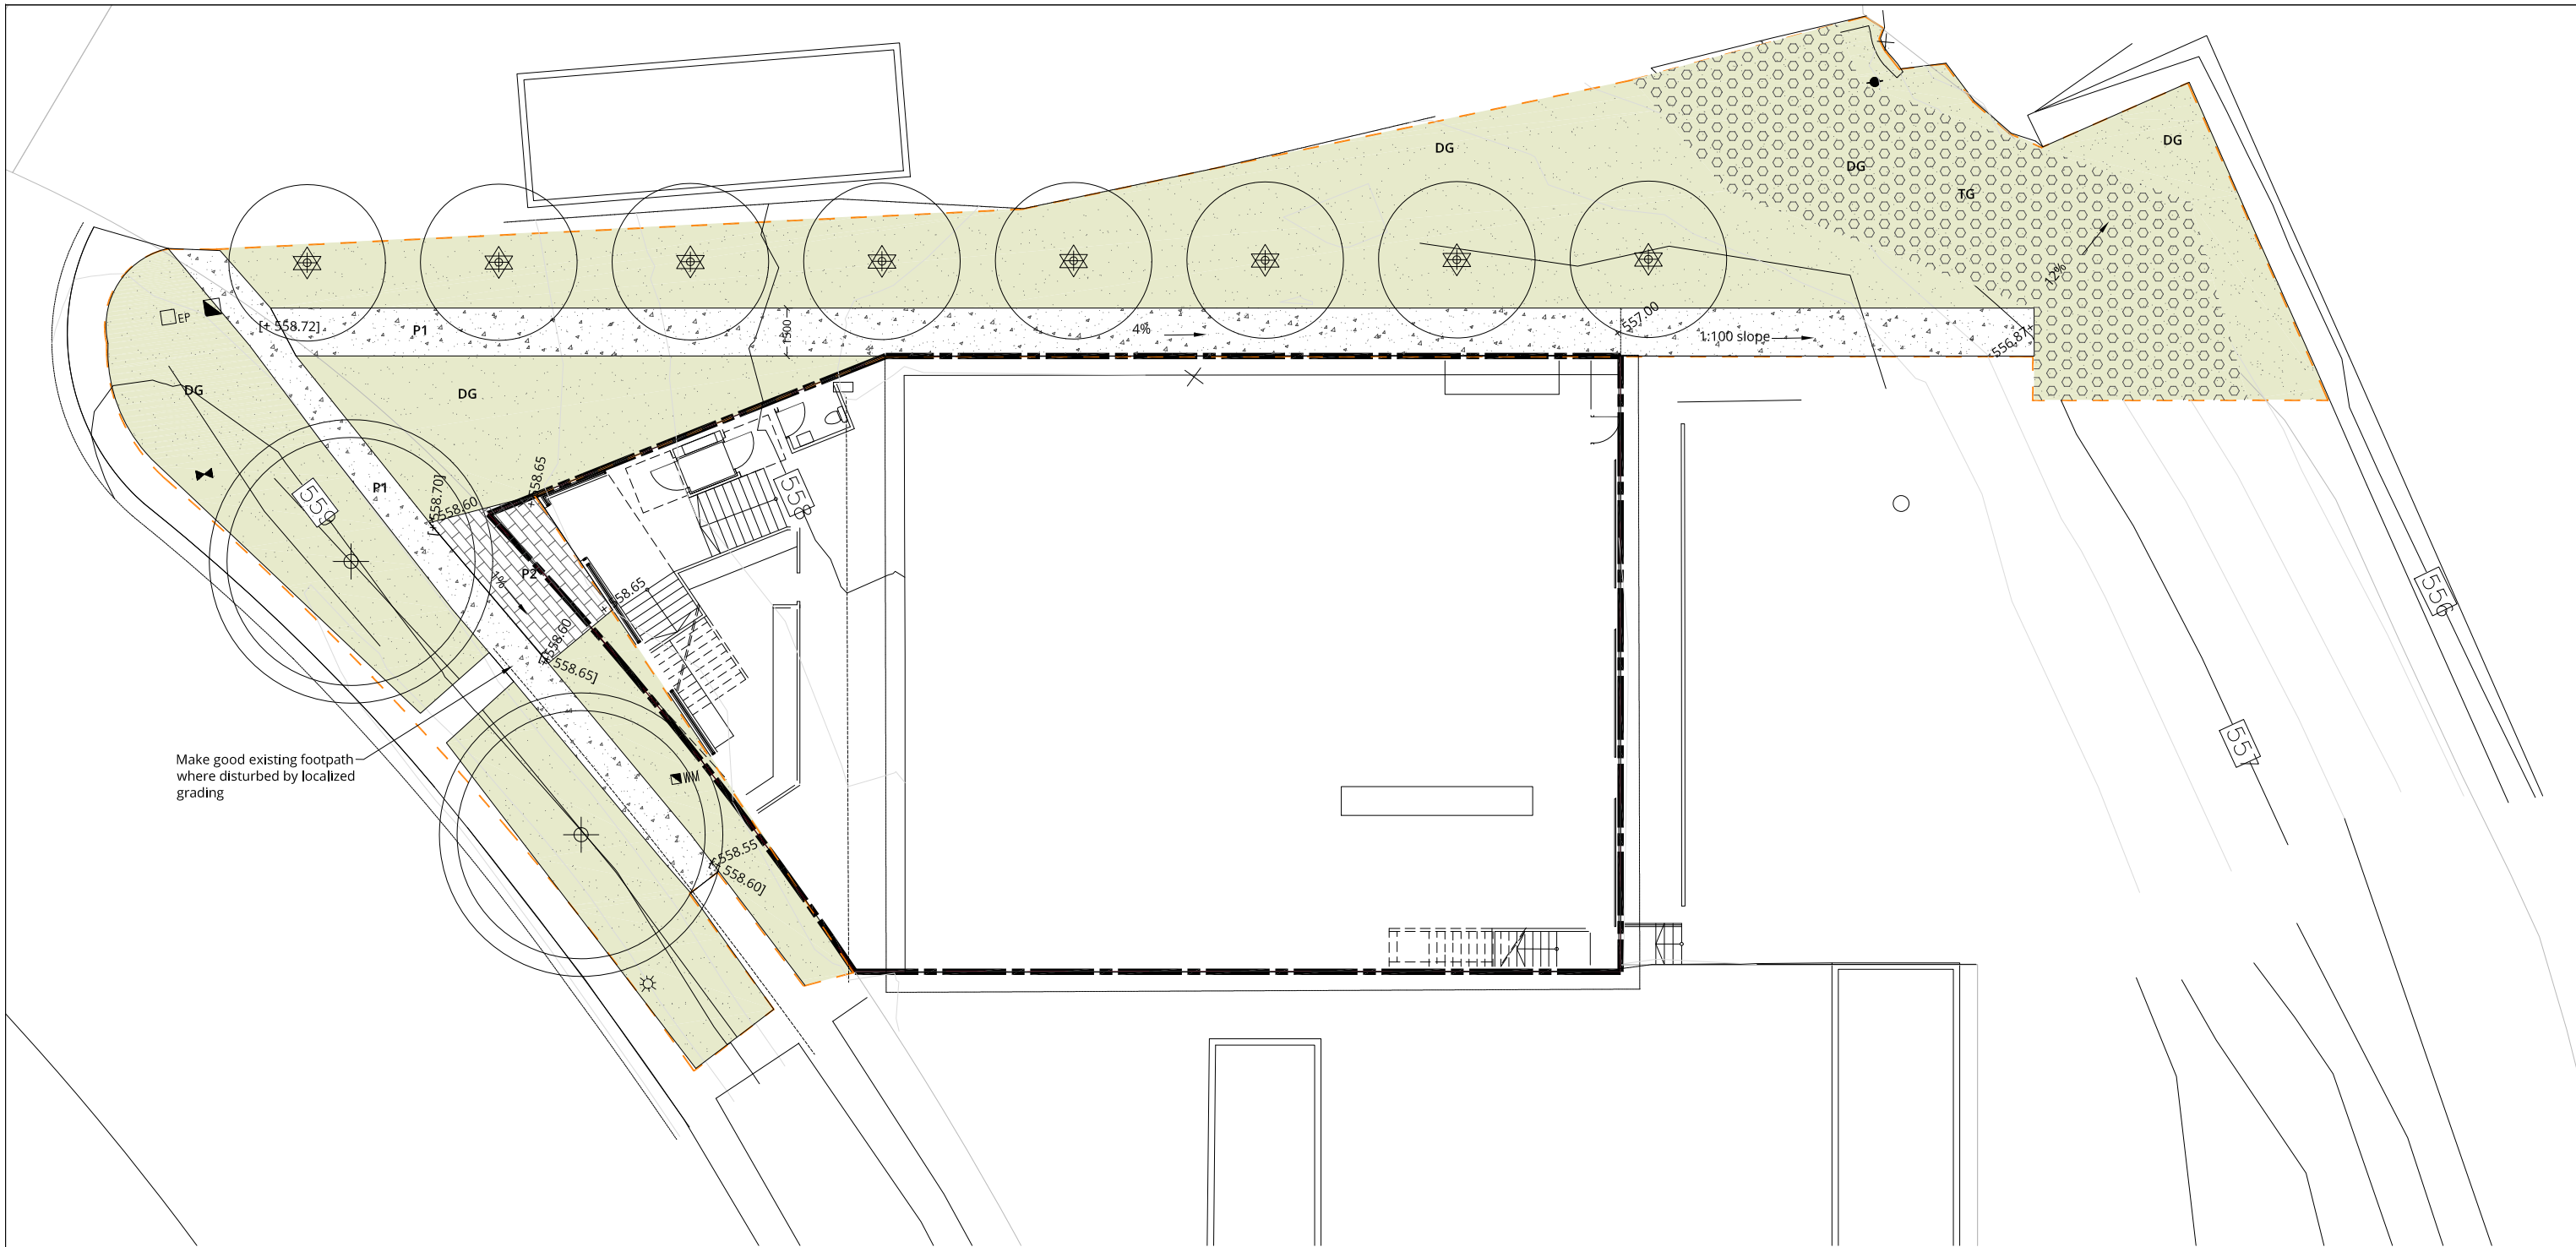 DG
DG
DG
DG
TG
12%
EP
[+ 558.72]
P1
1500
4%
+ 557.00
1:100 slope
556.87+
DG
DG
P1
559
[+558.70]
+558.60
+ 558.65
558
1%
P2
+ 558.65
+558.60
[+ 558.65]
556
557
Make good existing footpath
where disturbed by localized
grading
WM
+ 558.55
[+ 558.60]